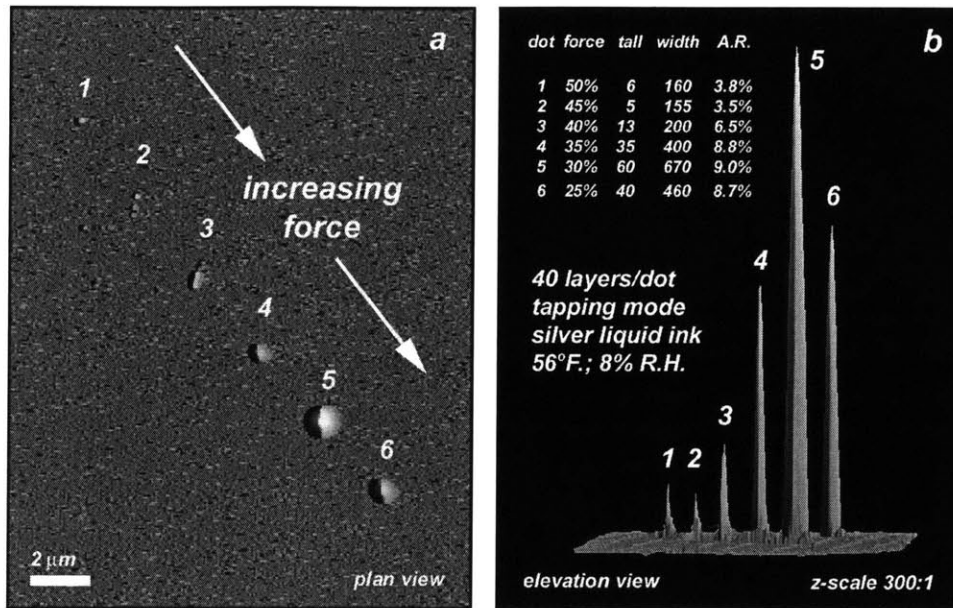 a
1
2
increasing
force
3
4
5
6
2 μm
plan view
b
dot force tall width A.R.
1 50% 6 160 3.8%
2 45% 5 155 3.5%
3 40% 13 200 6.5%
4 35% 35 400 8.8%
5 30% 60 670 9.0%
6 25% 40 460 8.7%
5
6
4
40 layers/dot
tapping mode
silver liquid ink
56°F.; 8% R.H.
3
1 2
elevation view
z-scale 300:1